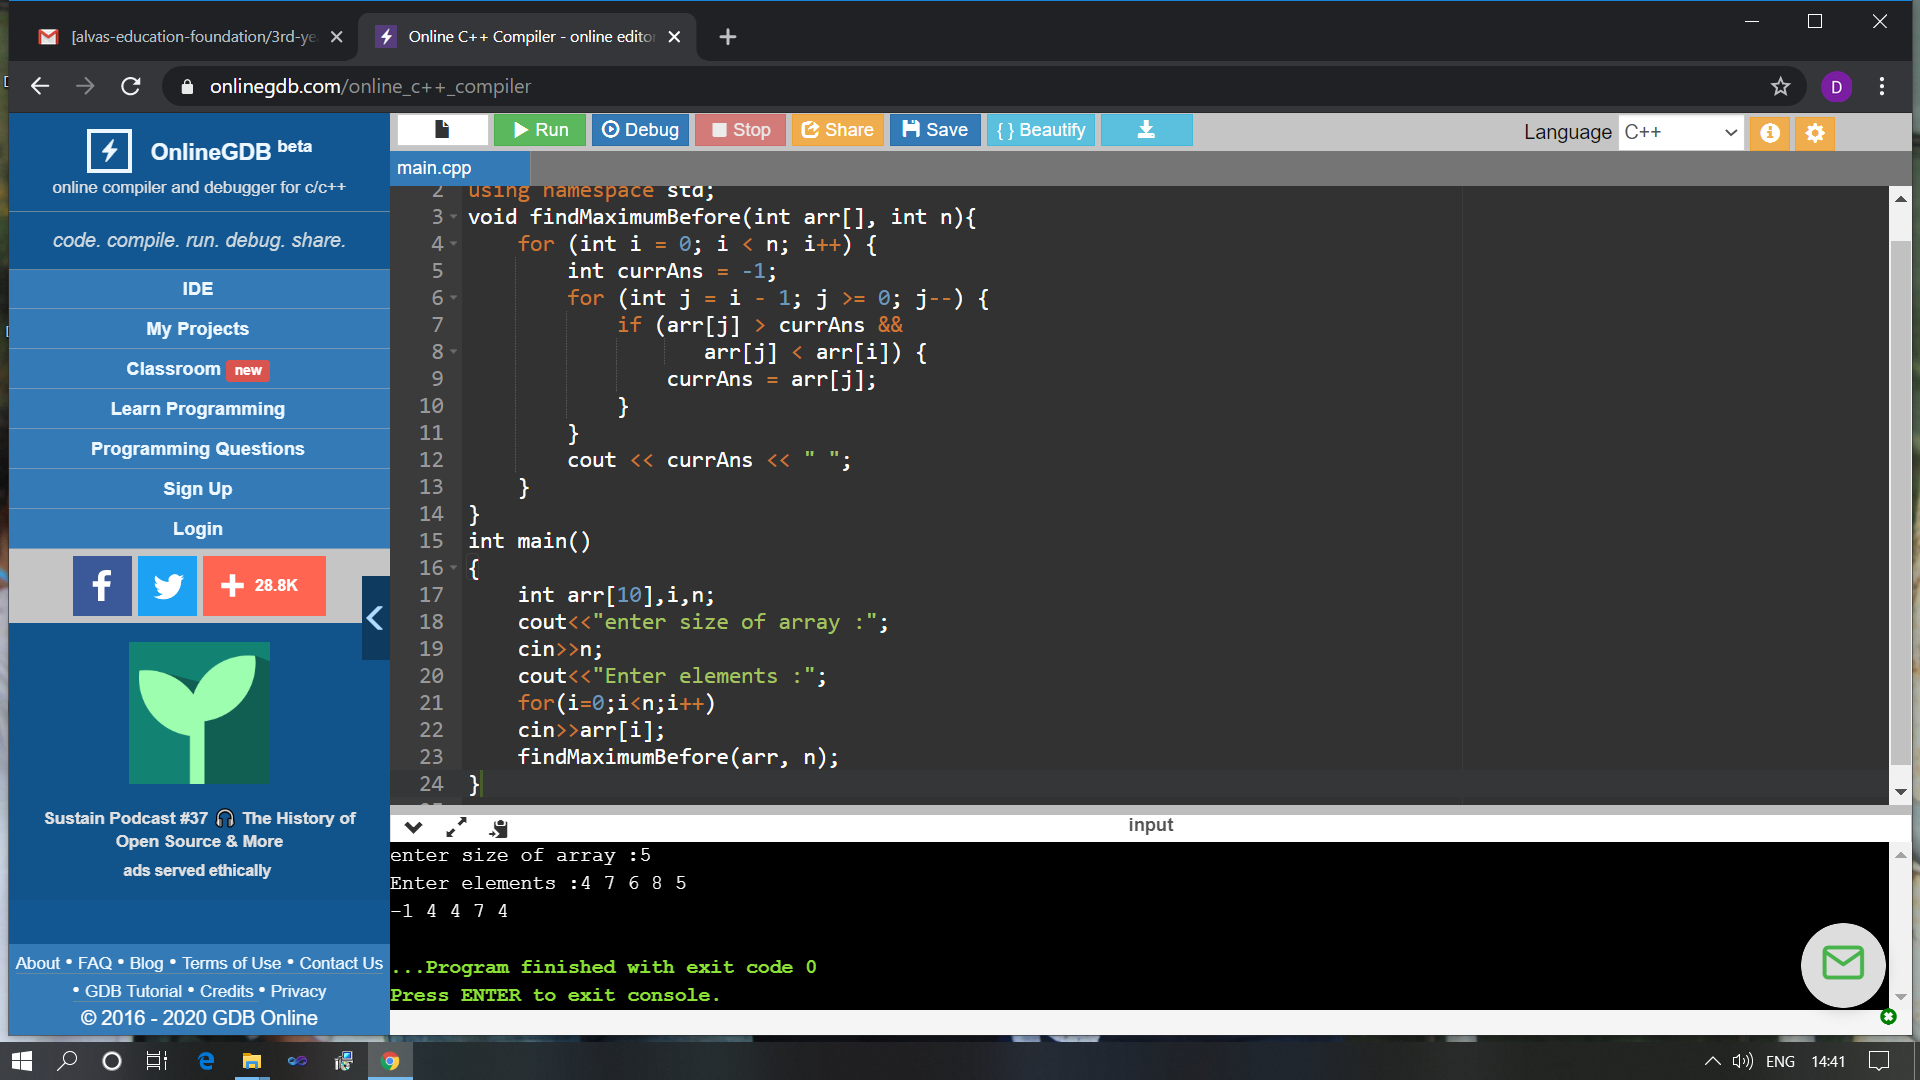 [alvas-education-foundation/3rd-ye
Online C++ Compiler - online editor
onlinegdb.com/online_c++_compiler
D
OnlineGDB beta
online compiler and debugger for c/c++
code. compile. run. debug. share.
IDE
My Projects
Classroom new
Learn Programming
Programming Questions
Sign Up
Login
28.8K
Sustain Podcast #37 🎧 The History of
Open Source & More
ads served ethically
About • FAQ • Blog • Terms of Use • Contact Us
• GDB Tutorial • Credits • Privacy
© 2016 - 2020 GDB Online
Run Debug Stop Share Save {} Beautify
Language C++
main.cpp
2 using namespace std;
3 void findMaximumBefore(int arr[], int n){
4 for (int i = 0; i < n; i++) {
5 int currAns = -1;
6 for (int j = i - 1; j >= 0; j--) {
7 if (arr[j] > currAns &&
8 arr[j] < arr[i]) {
9 currAns = arr[j];
10 }
11 }
12 cout << currAns << " ";
13 }
14 }
15 int main()
16 {
17 int arr[10],i,n;
18 cout<<"enter size of array :";
19 cin>>n;
20 cout<<"Enter elements :";
21 for(i=0;i<n;i++)
22 cin>>arr[i];
23 findMaximumBefore(arr, n);
24 }
input
enter size of array :5
Enter elements :4 7 6 8 5
-1 4 4 7 4
...Program finished with exit code 0
Press ENTER to exit console.
ENG 14:41